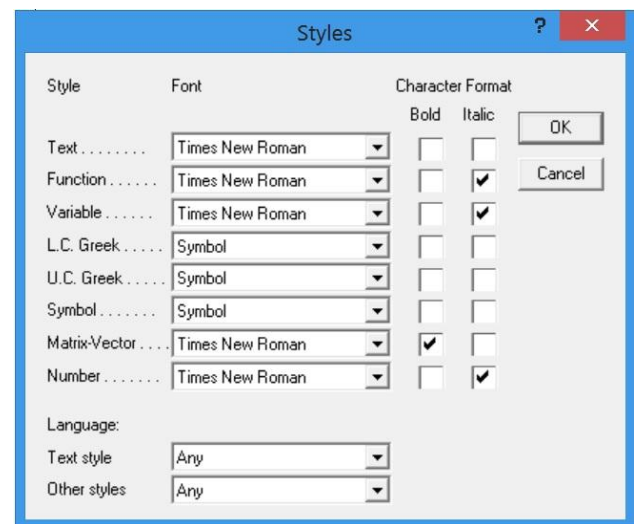 Styles ? ×
Style Font Character Format
Bold Italic
OK
Text . . . . . . . . Times New Roman
Function . . . . . . Times New Roman
Cancel
Variable . . . . . . Times New Roman
L.C. Greek . . . . . Symbol
U.C. Greek . . . . . Symbol
Symbol . . . . . . . Symbol
Matrix-Vector . . . . Times New Roman
Number . . . . . . . Times New Roman
Language:
Text style Any
Other styles Any